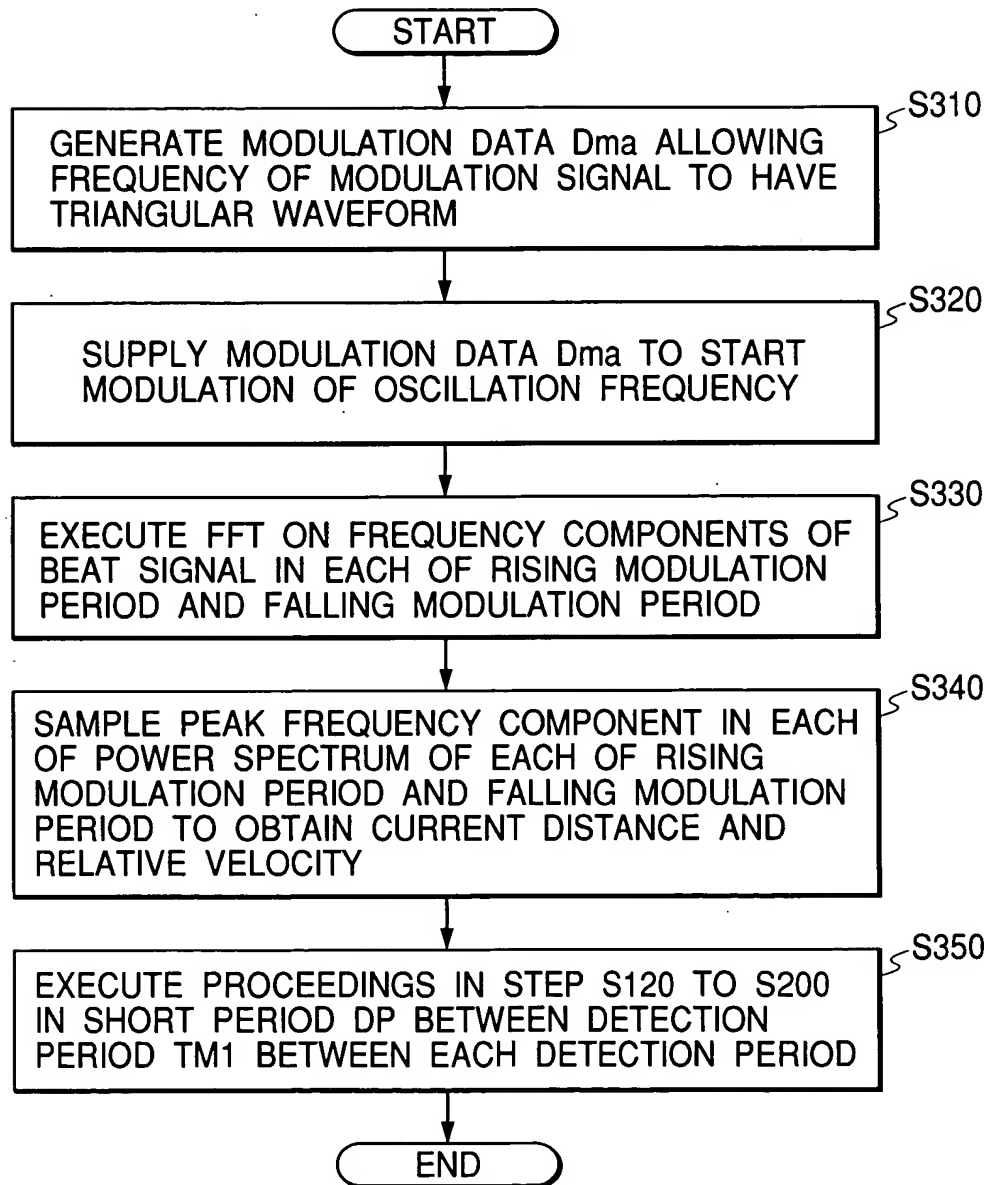 START
S310
GENERATE MODULATION DATA Dma ALLOWING
FREQUENCY OF MODULATION SIGNAL TO HAVE
TRIANGULAR WAVEFORM
S320
SUPPLY MODULATION DATA Dma TO START
MODULATION OF OSCILLATION FREQUENCY
S330
EXECUTE FFT ON FREQUENCY COMPONENTS OF
BEAT SIGNAL IN EACH OF RISING MODULATION
PERIOD AND FALLING MODULATION PERIOD
S340
SAMPLE PEAK FREQUENCY COMPONENT IN EACH
OF POWER SPECTRUM OF EACH OF RISING
MODULATION PERIOD AND FALLING MODULATION
PERIOD TO OBTAIN CURRENT DISTANCE AND
RELATIVE VELOCITY
S350
EXECUTE PROCEEDINGS IN STEP S120 TO S200
IN SHORT PERIOD DP BETWEEN DETECTION
PERIOD TM1 BETWEEN EACH DETECTION PERIOD
END